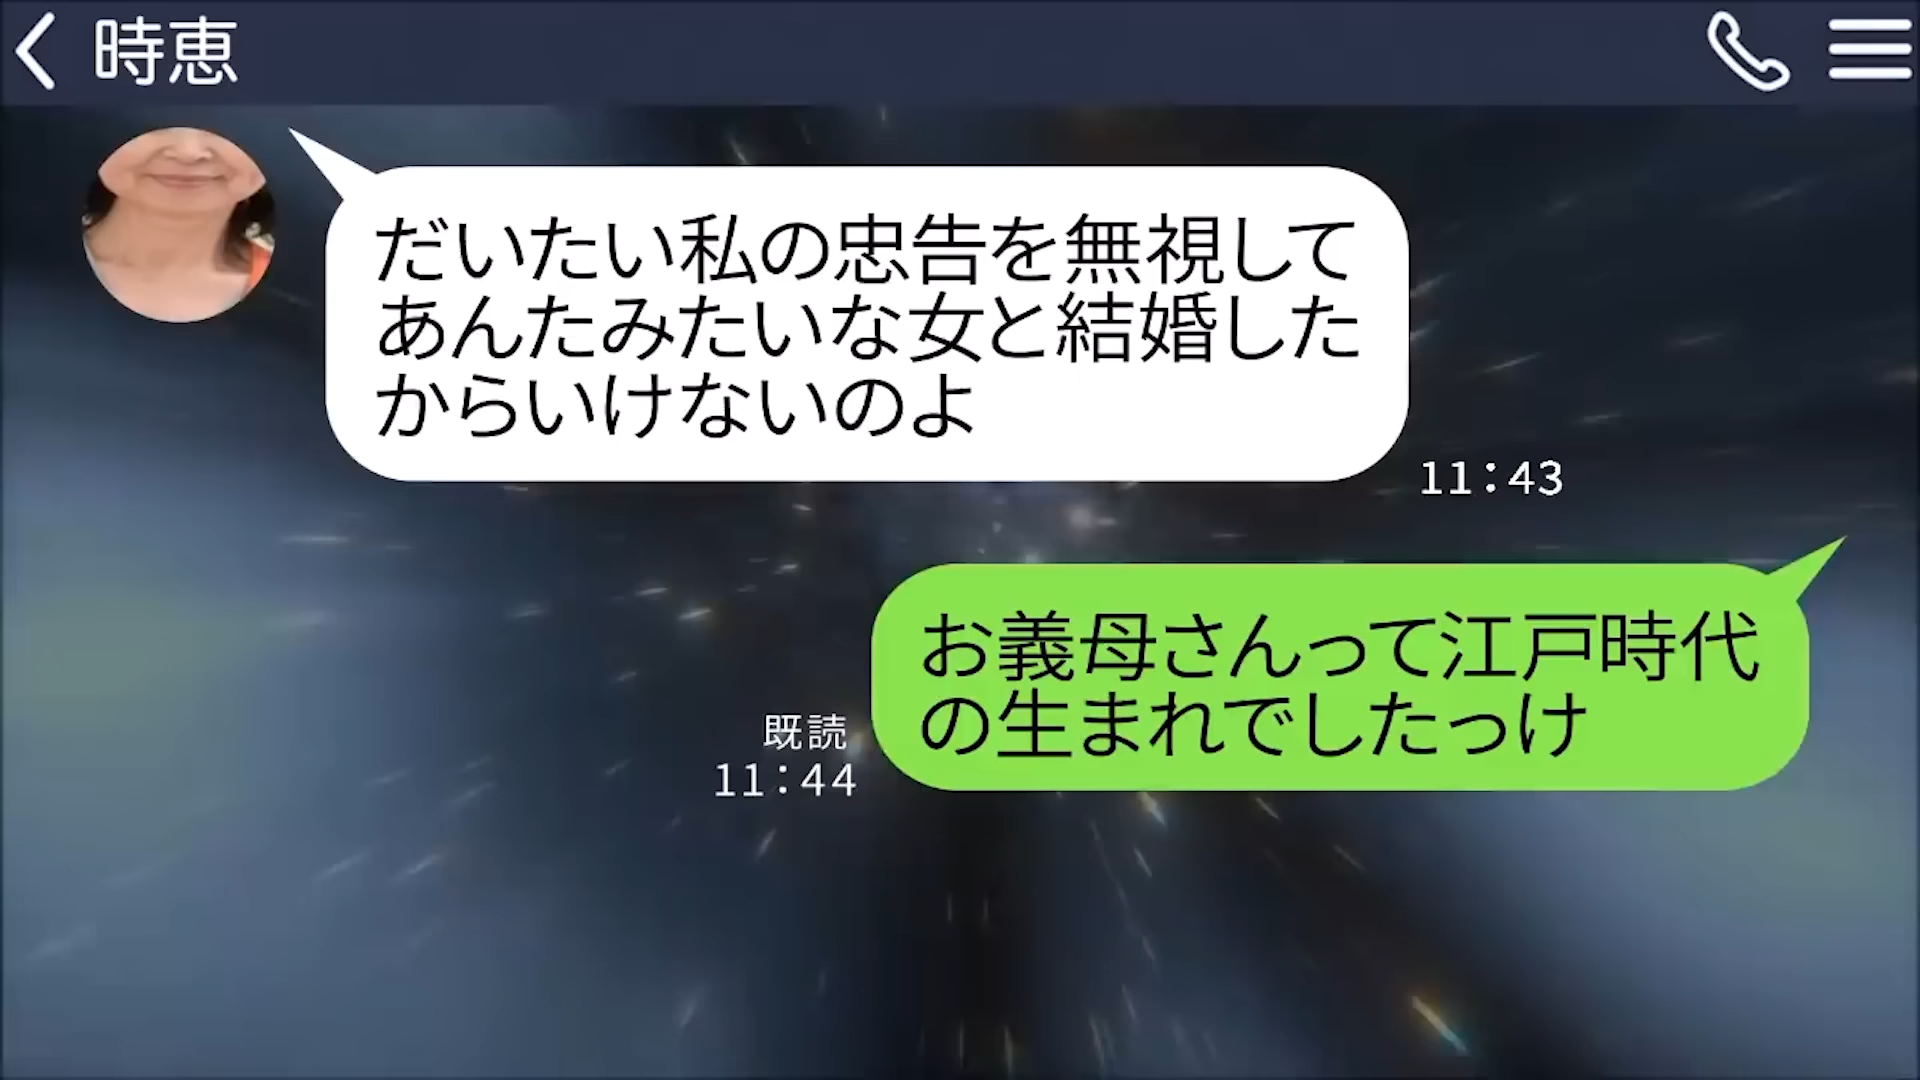 時恵
だいたい私の忠告を無視して
あんたみたいな女と結婚した
からいけないのよ
11:43
お義母さんって江戸時代
の生まれでしたっけ
既読
11:44